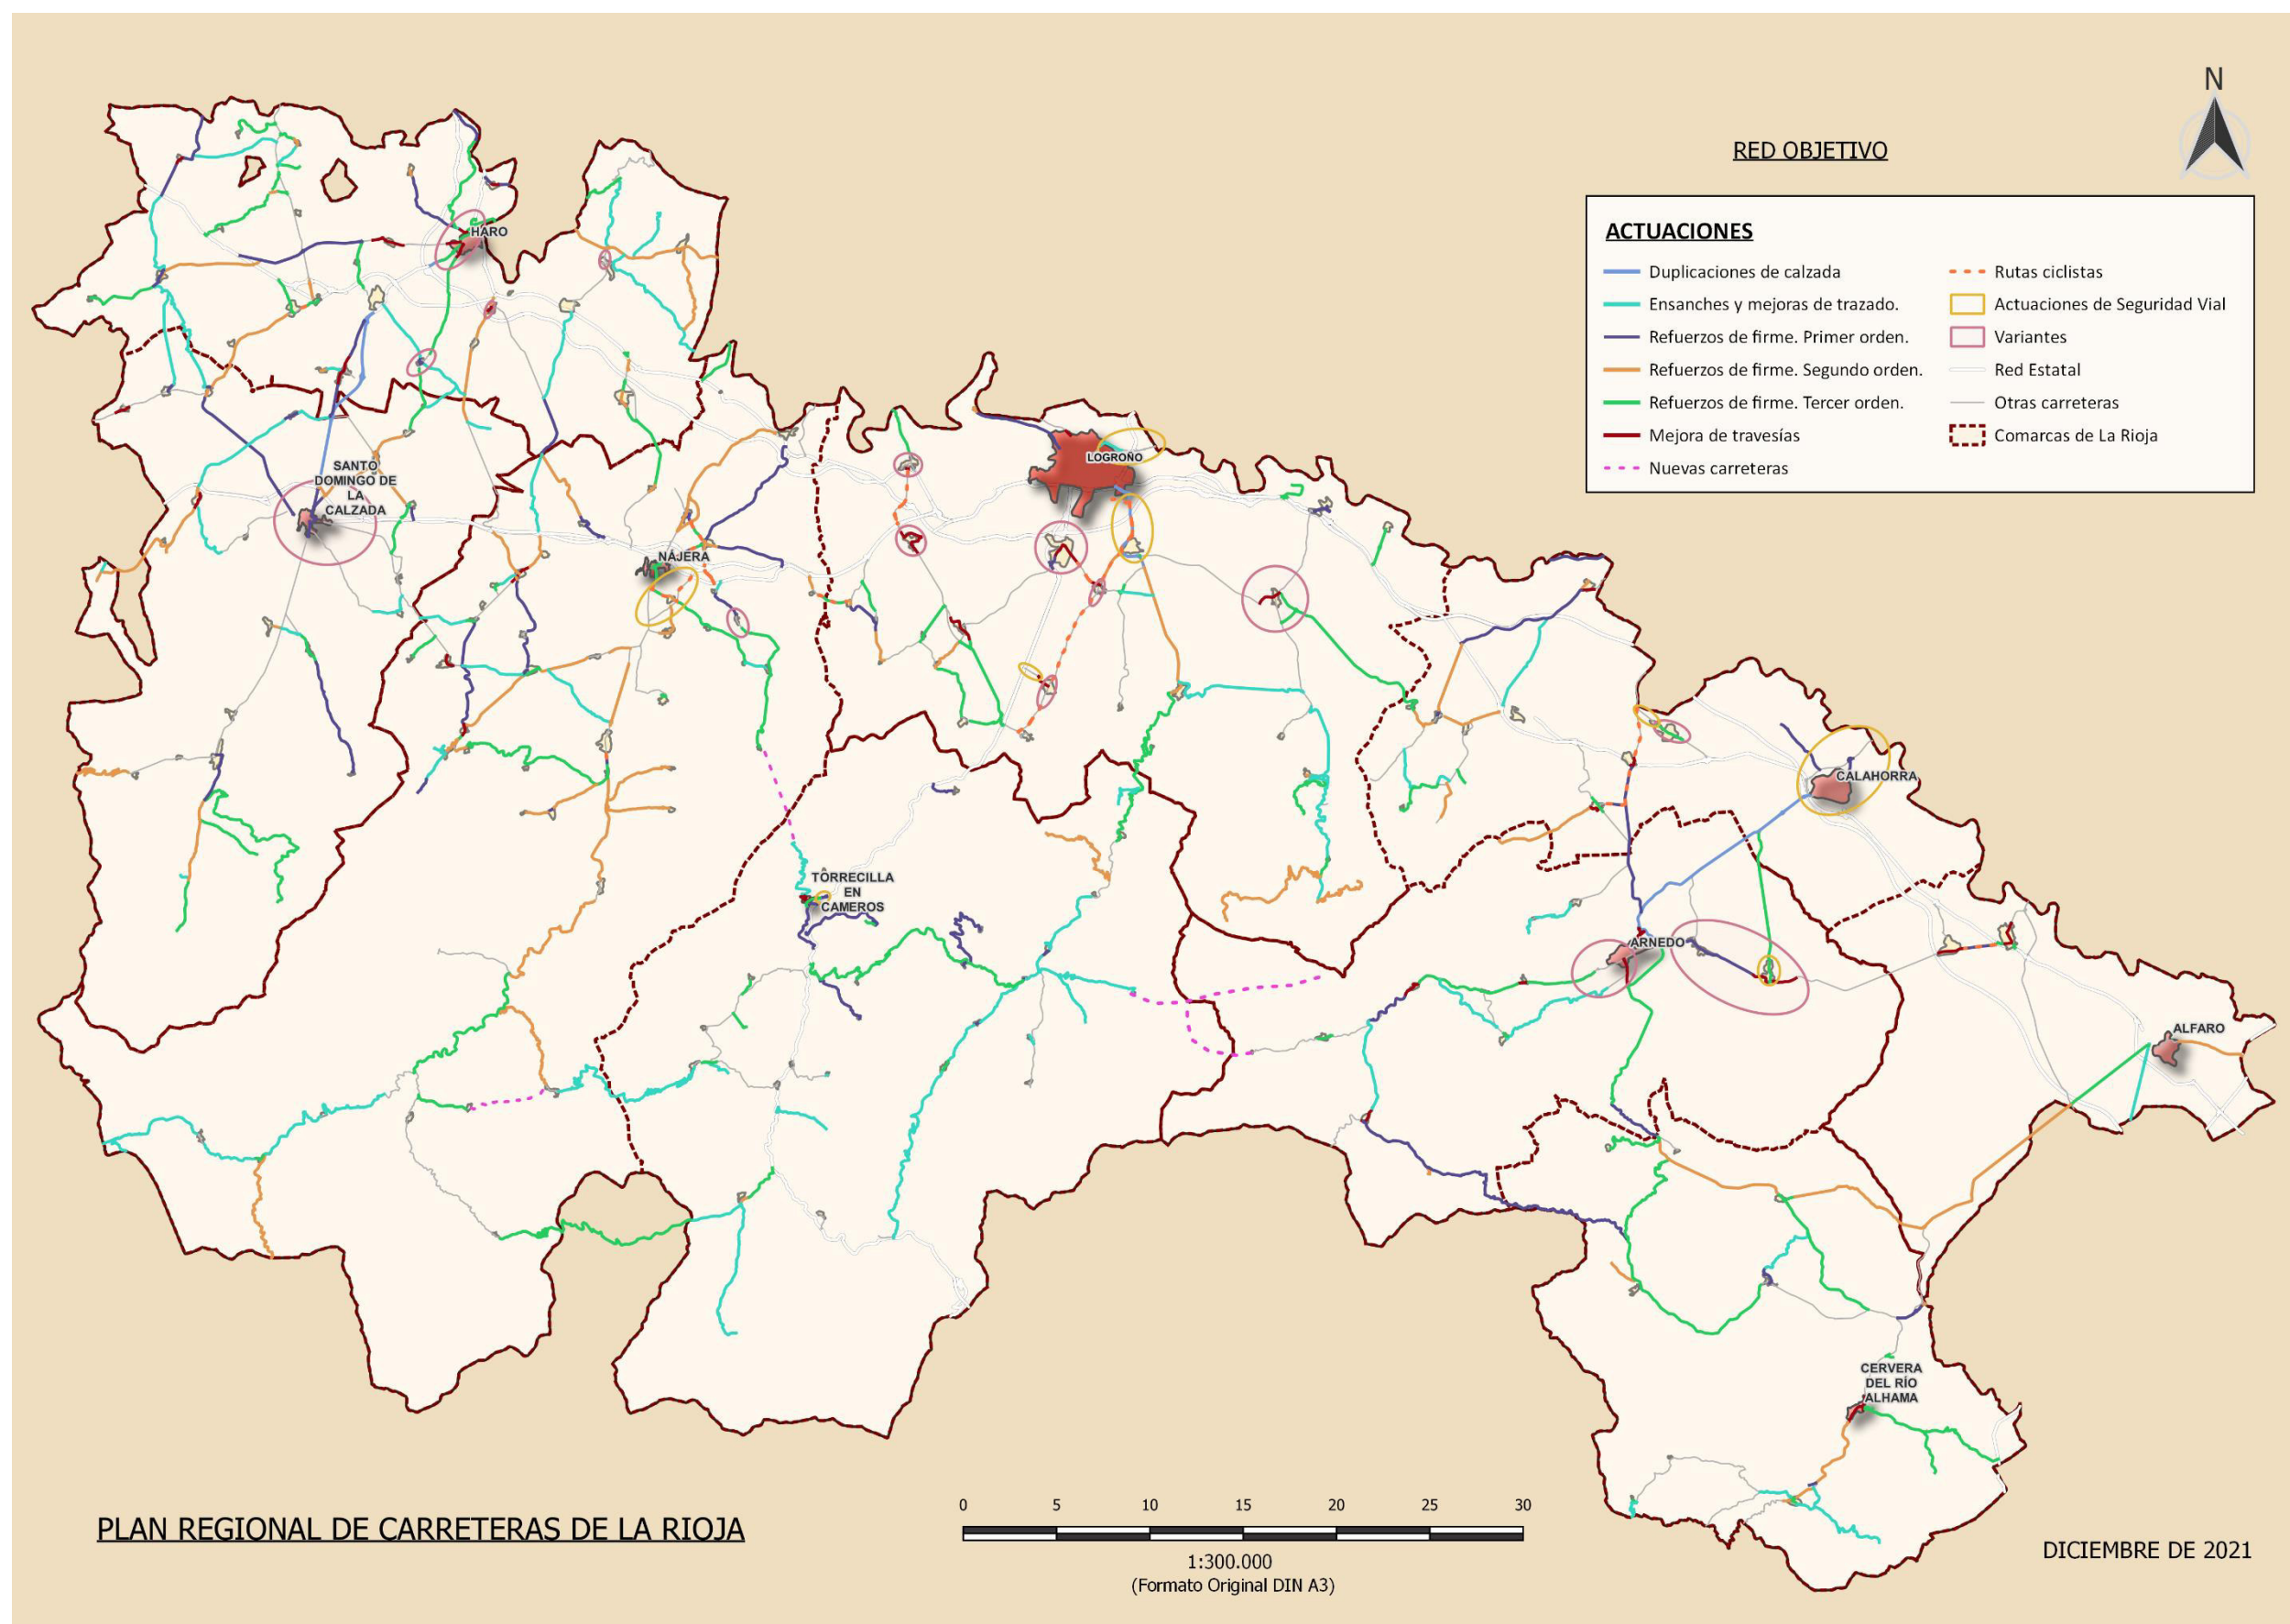 N
RED OBJETIVO
ACTUACIONES
Duplicaciones de calzada
Ensanches y mejoras de trazado.
Refuerzos de firme. Primer orden.
Refuerzos de firme. Segundo orden.
Refuerzos de firme. Tercer orden.
Mejora de travesías
Nuevas carreteras
Rutas ciclistas
Actuaciones de Seguridad Vial
Variantes
Red Estatal
Otras carreteras
Comarcas de La Rioja
HARO
SANTO
DOMINGO DE
LA
CALZADA
NÁJERA
LOGROÑO
CALAHORRA
TORRECILLA
EN
CAMEROS
ARNEDO
ALFARO
CERVERA
DEL RÍO
ALHAMA
0 5 10 15 20 25 30
1:300.000
(Formato Original DIN A3)
PLAN REGIONAL DE CARRETERAS DE LA RIOJA
DICIEMBRE DE 2021